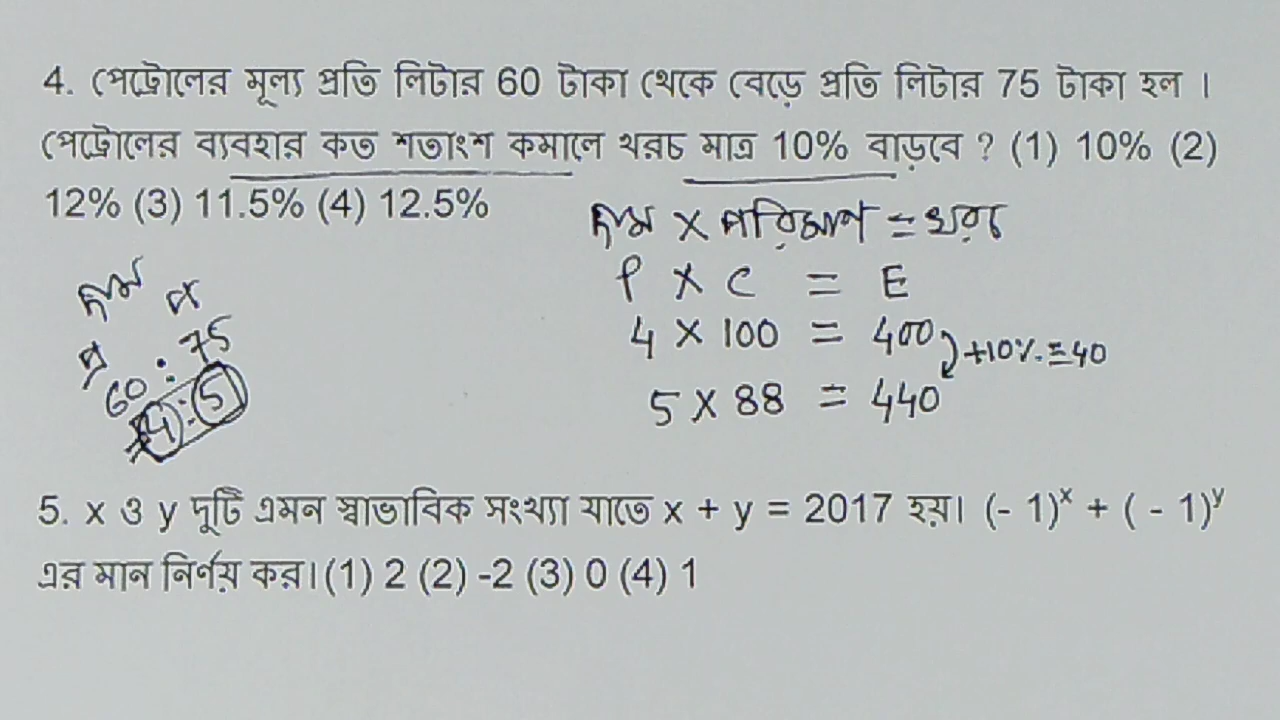 4. পেট্রোলের মূল্য প্রতি লিটার 60 টাকা থেকে বেড়ে প্রতি লিটার 75 টাকা হল ।
পেট্রোলের ব্যবহার কত শতাংশ কমালে খরচ মাত্র 10% বাড়বে ? (1) 10% (2)
12% (3) 11.5% (4) 12.5%
দাম × পরিমাণ = খরচ
P × C = E
4 × 100 = 400
+10% = 40
5 × 88 = 440
দাম
60 : 75
4 : 5
5. x ও y দুটি এমন স্বাভাবিক সংখ্যা যাতে x + y = 2017 হয়। (- 1)ˣ + ( - 1)ʸ
এর মান নির্ণয় কর। (1) 2 (2) -2 (3) 0 (4) 1